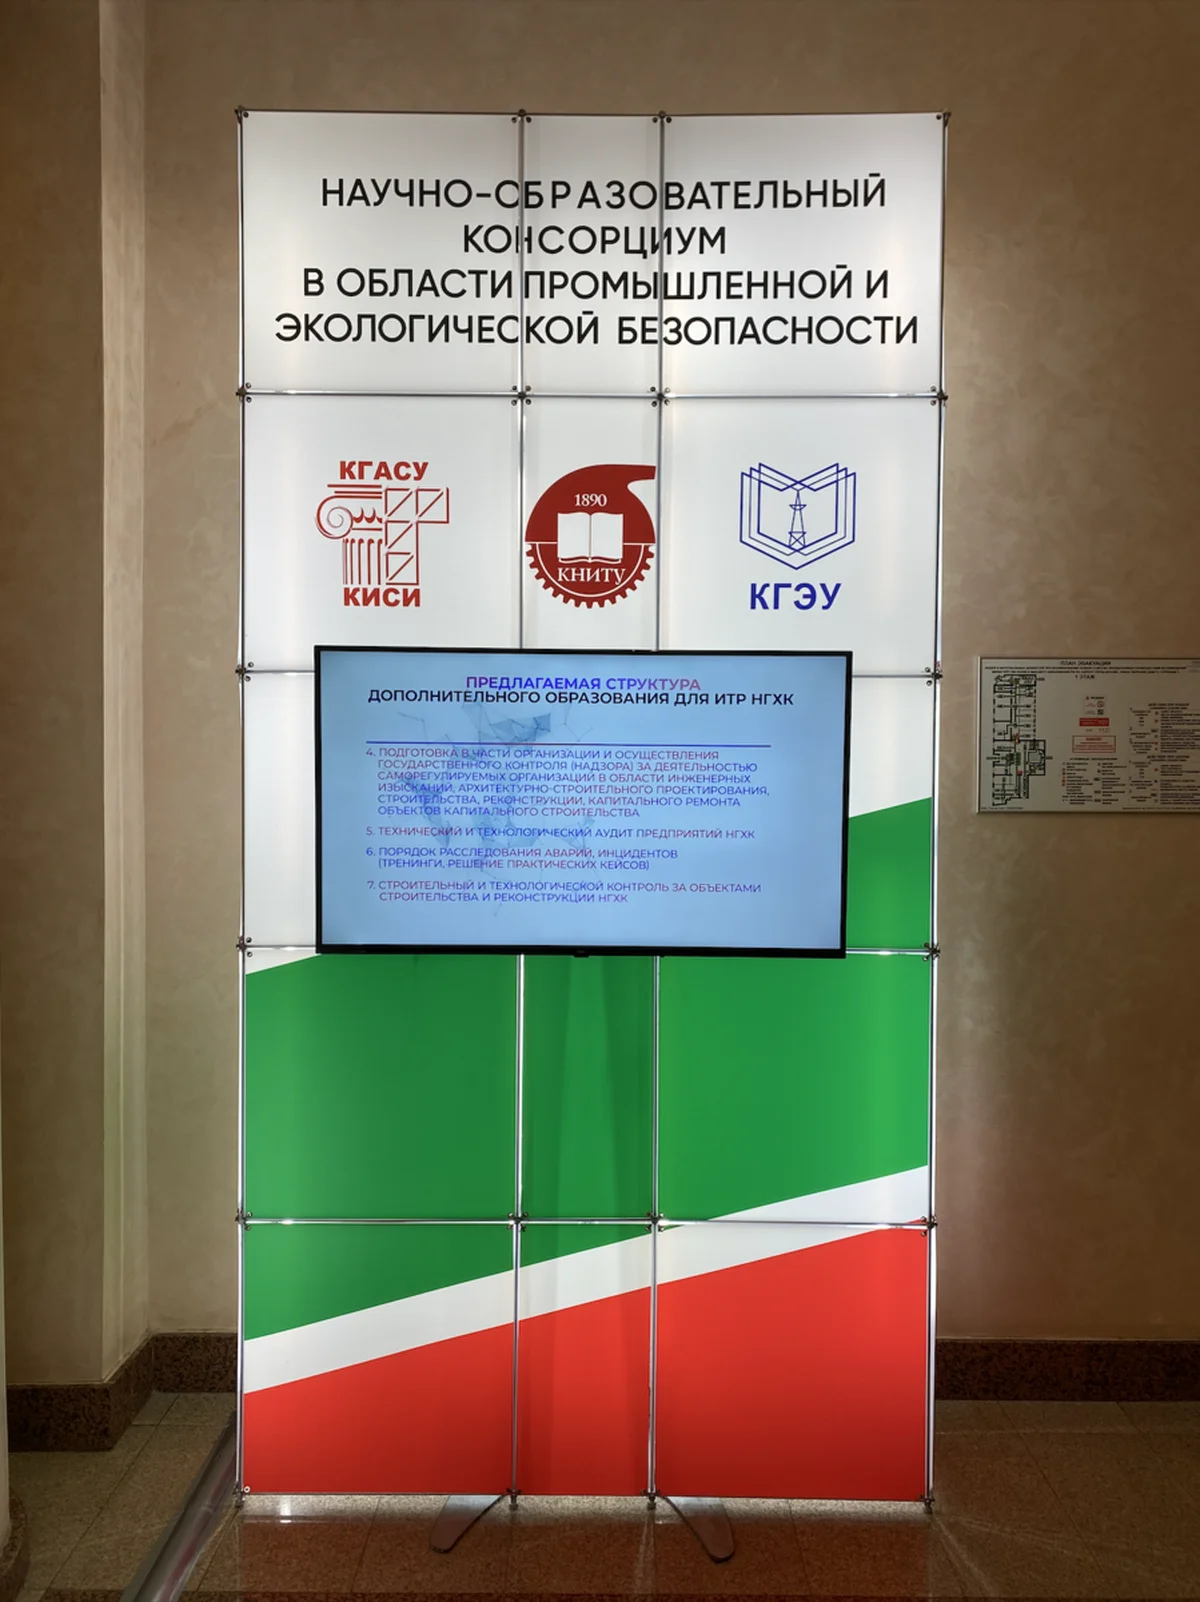 НАУЧНО-ОБРАЗОВАТЕЛЬНЫЙ
КОНСОРЦИУМ
В ОБЛАСТИ ПРОМЫШЛЕННОЙ И
ЭКОЛОГИЧЕСКОЙ БЕЗОПАСНОСТИ
КГАСУ
КИСИ
1890
КНИТУ
КГЭУ
ПРЕДЛАГАЕМАЯ СТРУКТУРА
ДОПОЛНИТЕЛЬНОГО ОБРАЗОВАНИЯ ДЛЯ ИТР НГХК
4. ПОДГОТОВКА В ЧАСТИ ОРГАНИЗАЦИИ И ОСУЩЕСТВЛЕНИЯ
ГОСУДАРСТВЕННОГО КОНТРОЛЯ (НАДЗОРА) ЗА ДЕЯТЕЛЬНОСТЬЮ
САМОРЕГУЛИРУЕМЫХ ОРГАНИЗАЦИЙ В ОБЛАСТИ ИНЖЕНЕРНЫХ
ИЗЫСКАНИЙ, АРХИТЕКТУРНО-СТРОИТЕЛЬНОГО ПРОЕКТИРОВАНИЯ,
СТРОИТЕЛЬСТВА, РЕКОНСТРУКЦИИ, КАПИТАЛЬНОГО РЕМОНТА
ОБЪЕКТОВ КАПИТАЛЬНОГО СТРОИТЕЛЬСТВА
5. ТЕХНИЧЕСКИЙ И ТЕХНОЛОГИЧЕСКИЙ АУДИТ ПРЕДПРИЯТИЙ НГХК
6. ПОРЯДОК РАССЛЕДОВАНИЯ АВАРИЙ, ИНЦИДЕНТОВ
(ТРЕНИНГИ, РЕШЕНИЕ ПРАКТИЧЕСКИХ КЕЙСОВ)
7. СТРОИТЕЛЬНЫЙ И ТЕХНОЛОГИЧЕСКОЙ КОНТРОЛЬ ЗА ОБЪЕКТАМИ
СТРОИТЕЛЬСТВА И РЕКОНСТРУКЦИИ НГХК
ПЛАН ЭВАКУАЦИИ
1 ЭТАЖ